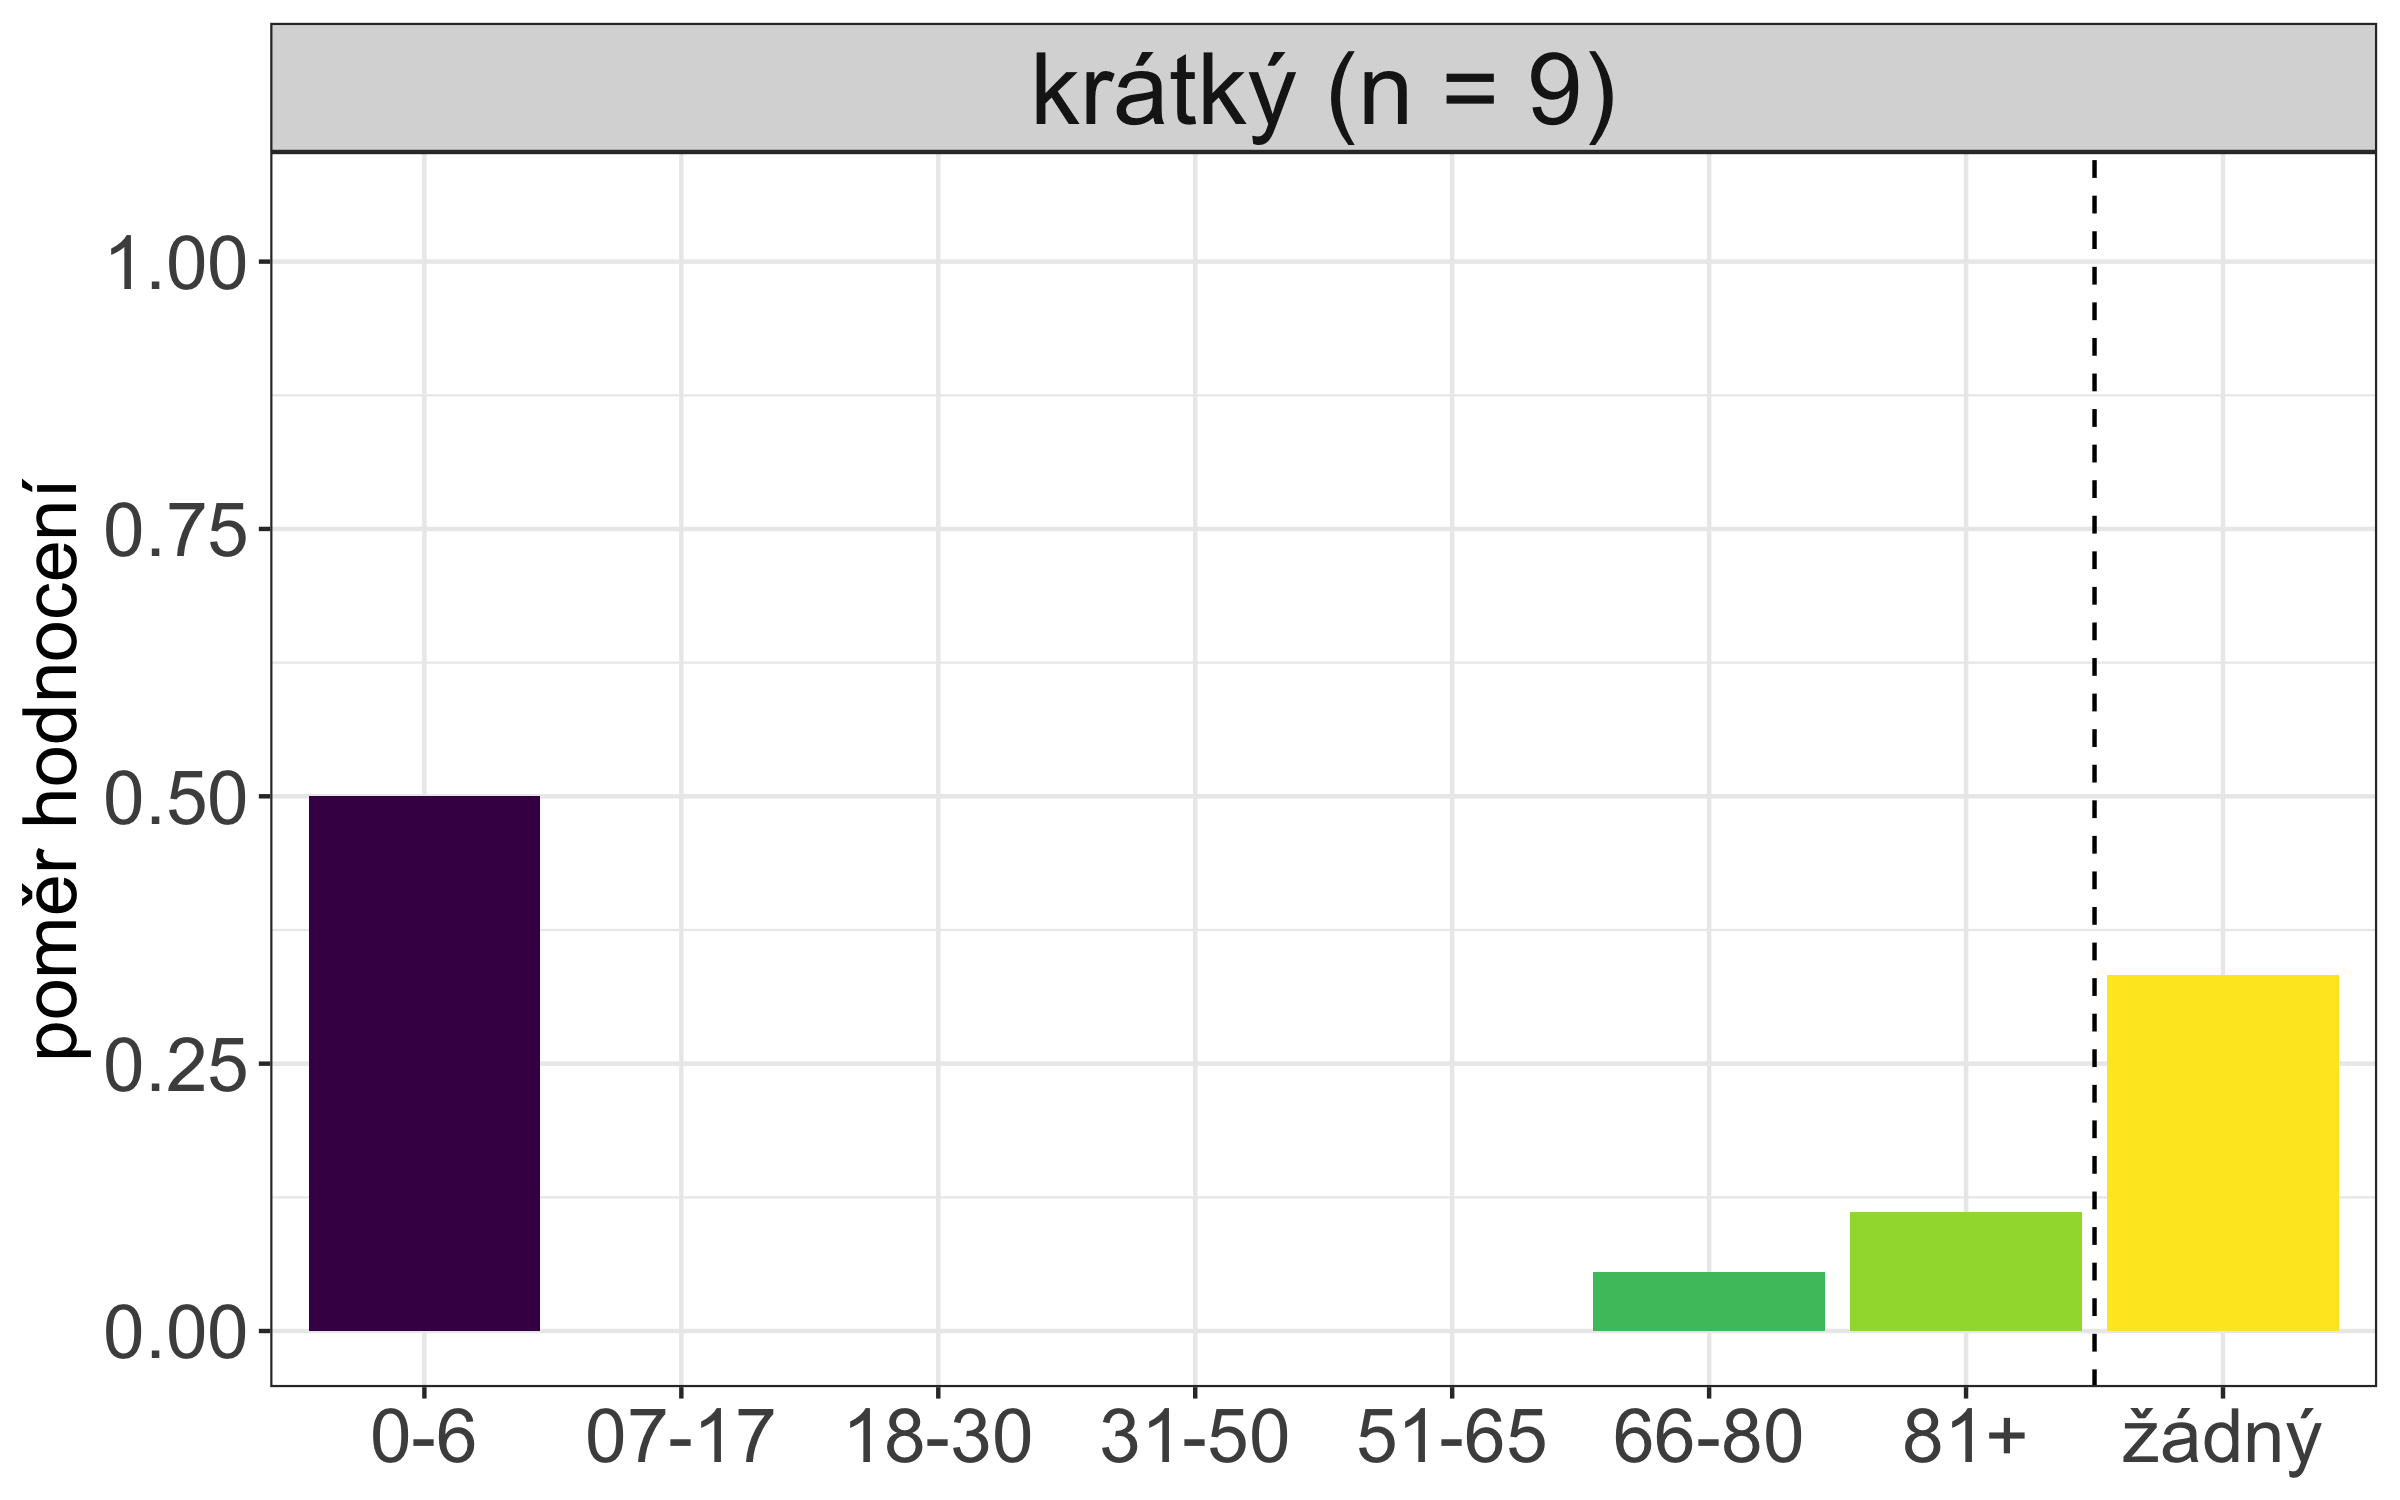 krátký (n = 9)
poměr hodnocení
1.00
0.75
0.50
0.25
0.00
0-6 07-17 18-30 31-50 51-65 66-80 81+ žádný